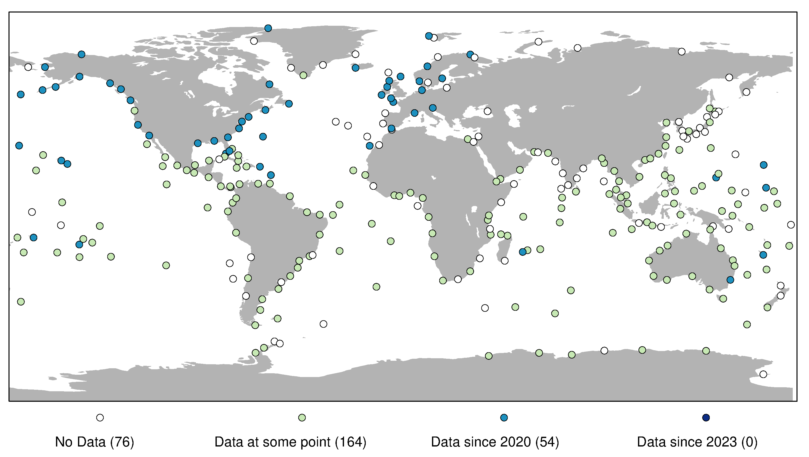 No Data (76)
Data at some point (164)
Data since 2020 (54)
Data since 2023 (0)